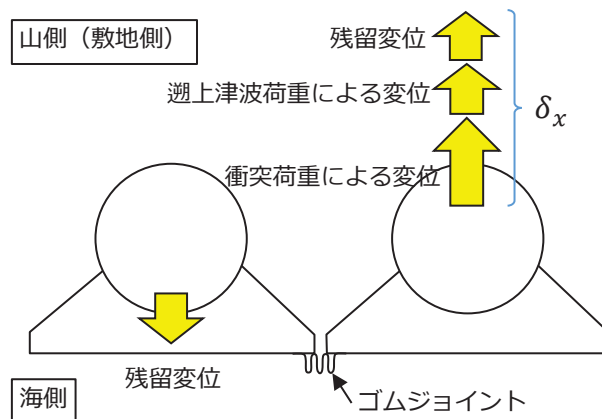 山側（敷地側）
残留変位
遡上津波荷重による変位
δx
衝突荷重による変位
残留変位
海側
ゴムジョイント